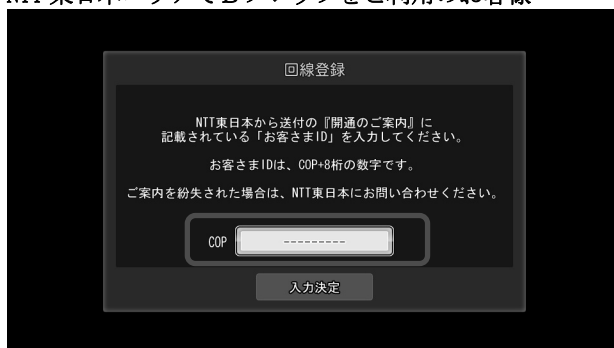 NTT東日本エリアでBフレッツをご利用のお客様
回線登録
NTT東日本から送付の『開通のご案内』に
記載されている「お客さまID」を入力してください。
お客さまIDは、COP+8桁の数字です。
ご案内を紛失された場合は、NTT東日本にお問い合わせください。
COP ---------
入力決定